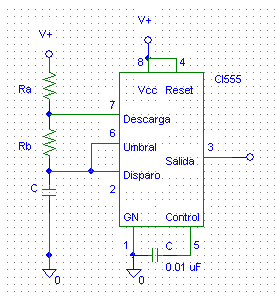 V+
V+
8
4
CI555
Vcc
Reset
Ra
7
Descarga
6
Rb
Umbral
3
Salida
Disparo
C
2
GN
Control
1
C
5
0
0
0.01 uF